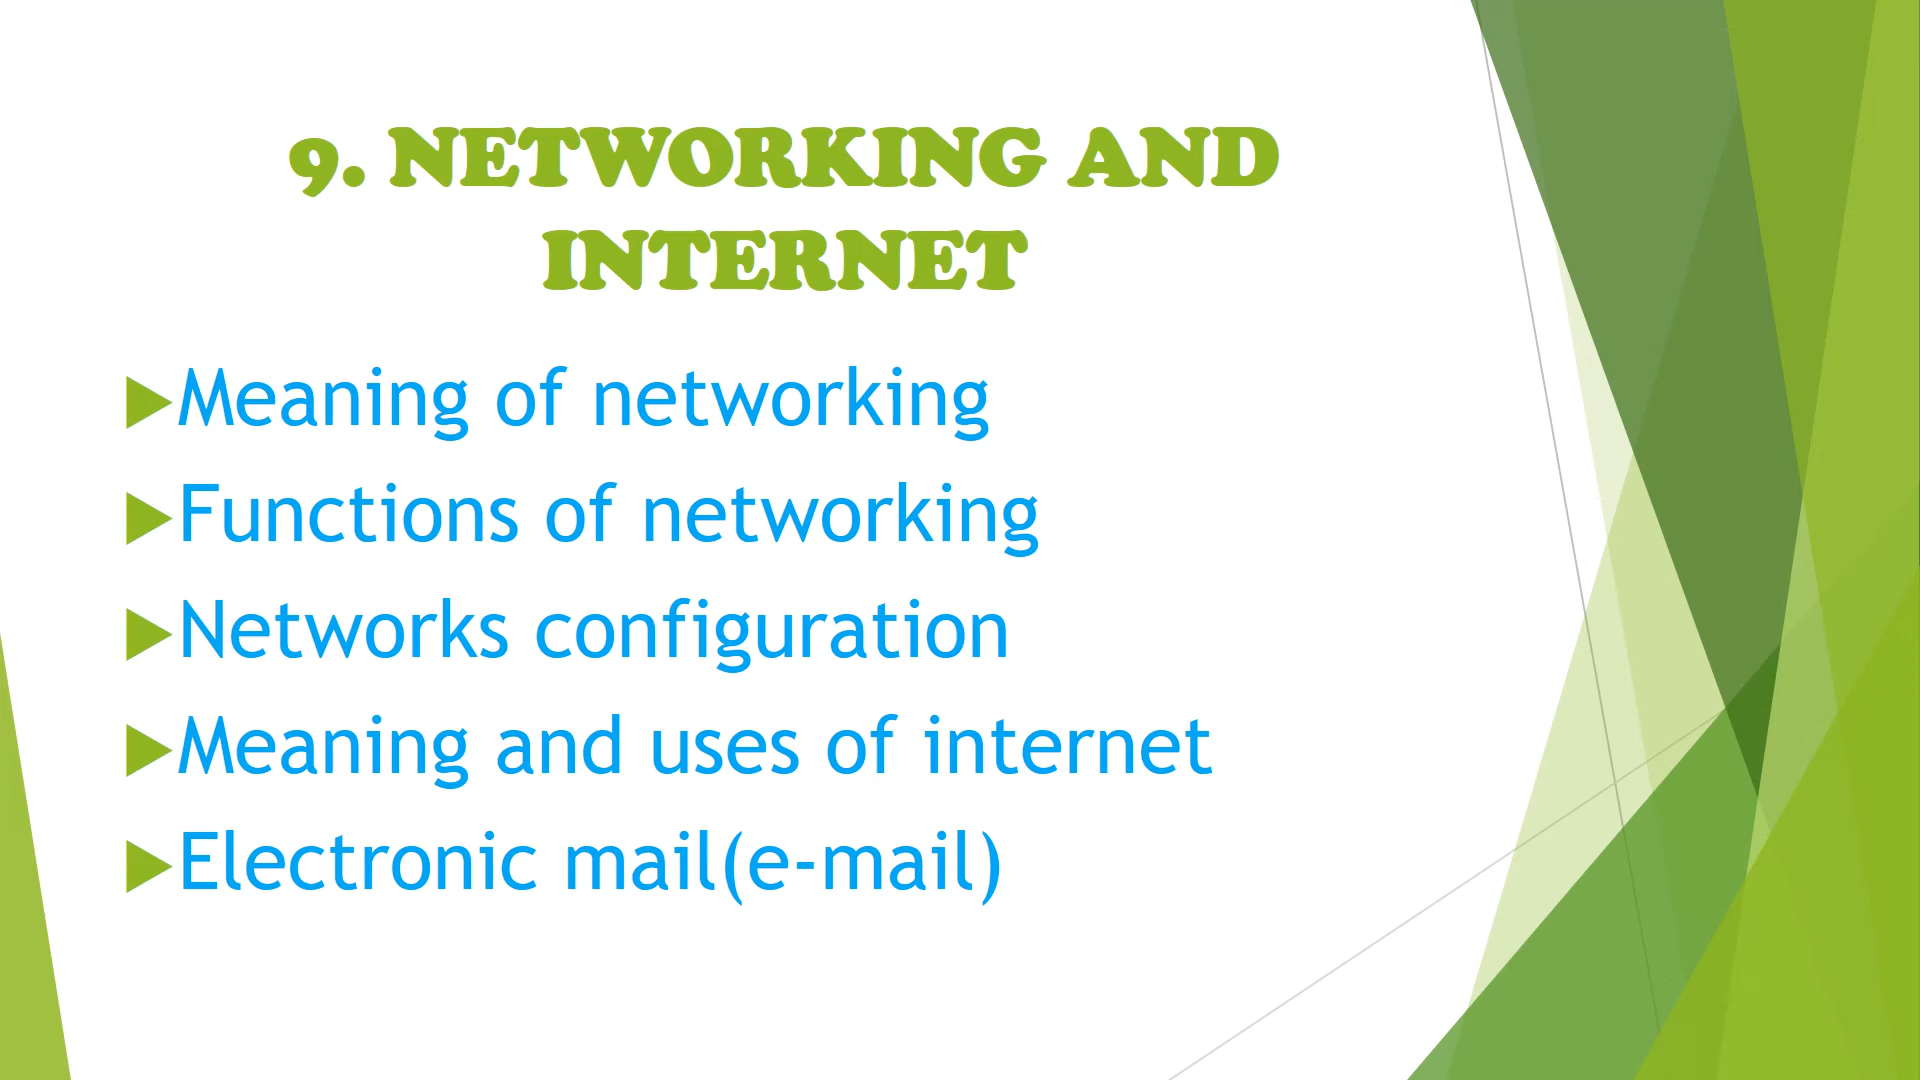 9. NETWORKING AND
INTERNET
Meaning of networking
Functions of networking
Networks configuration
Meaning and uses of internet
Electronic mail(e-mail)